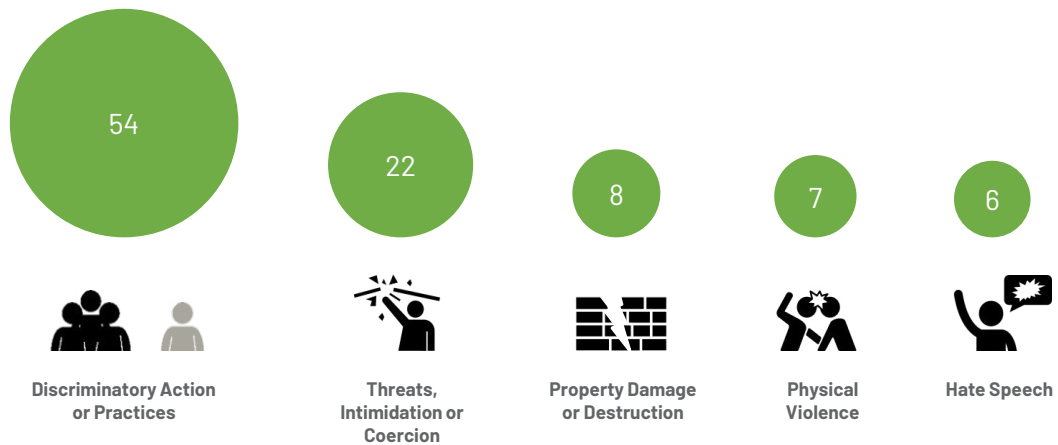 54
22
8
7
6
Discriminatory Action
or Practices
Threats,
Intimidation or
Coercion
Property Damage
or Destruction
Physical
Violence
Hate Speech